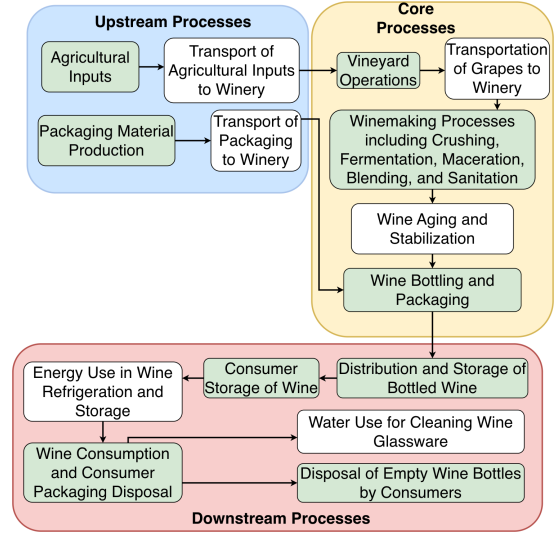 Upstream Processes
Agricultural
Inputs
Transport of
Agricultural Inputs
to Winery
Packaging Material
Production
Transport of
Packaging
to Winery
Core
Processes
Vineyard
Operations
Transportation
of Grapes to
Winery
Winemaking Processes
including Crushing,
Fermentation, Maceration,
Blending, and Sanitation
Wine Aging and
Stabilization
Wine Bottling and
Packaging
Distribution and Storage of
Bottled Wine
Consumer
Storage of Wine
Energy Use in Wine
Refrigeration and
Storage
Wine Consumption
and Consumer
Packaging Disposal
Water Use for Cleaning Wine
Glassware
Disposal of Empty Wine Bottles
by Consumers
Downstream Processes